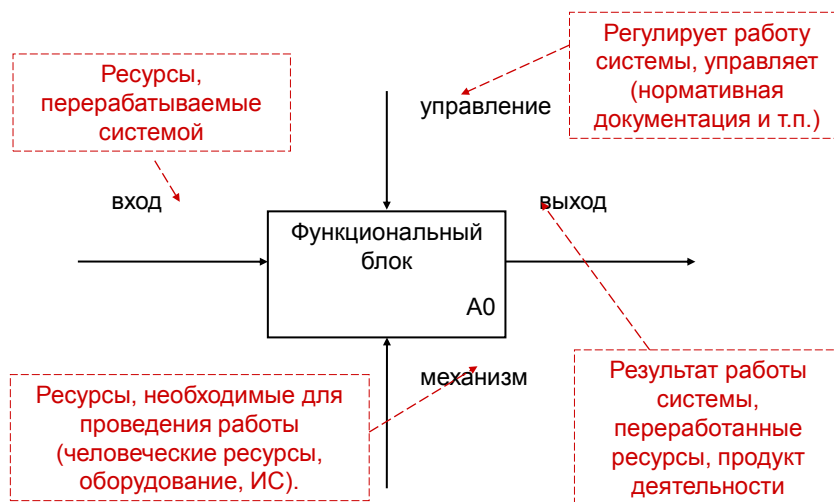 Ресурсы,
перерабатываемые
системой
Регулирует работу
системы, управляет
(нормативная
документация и т.п.)
управление
вход
выход
Функциональный
блок
А0
механизм
Ресурсы, необходимые для
проведения работы
(человеческие ресурсы,
оборудование, ИС).
Результат работы
системы,
переработанные
ресурсы, продукт
деятельности